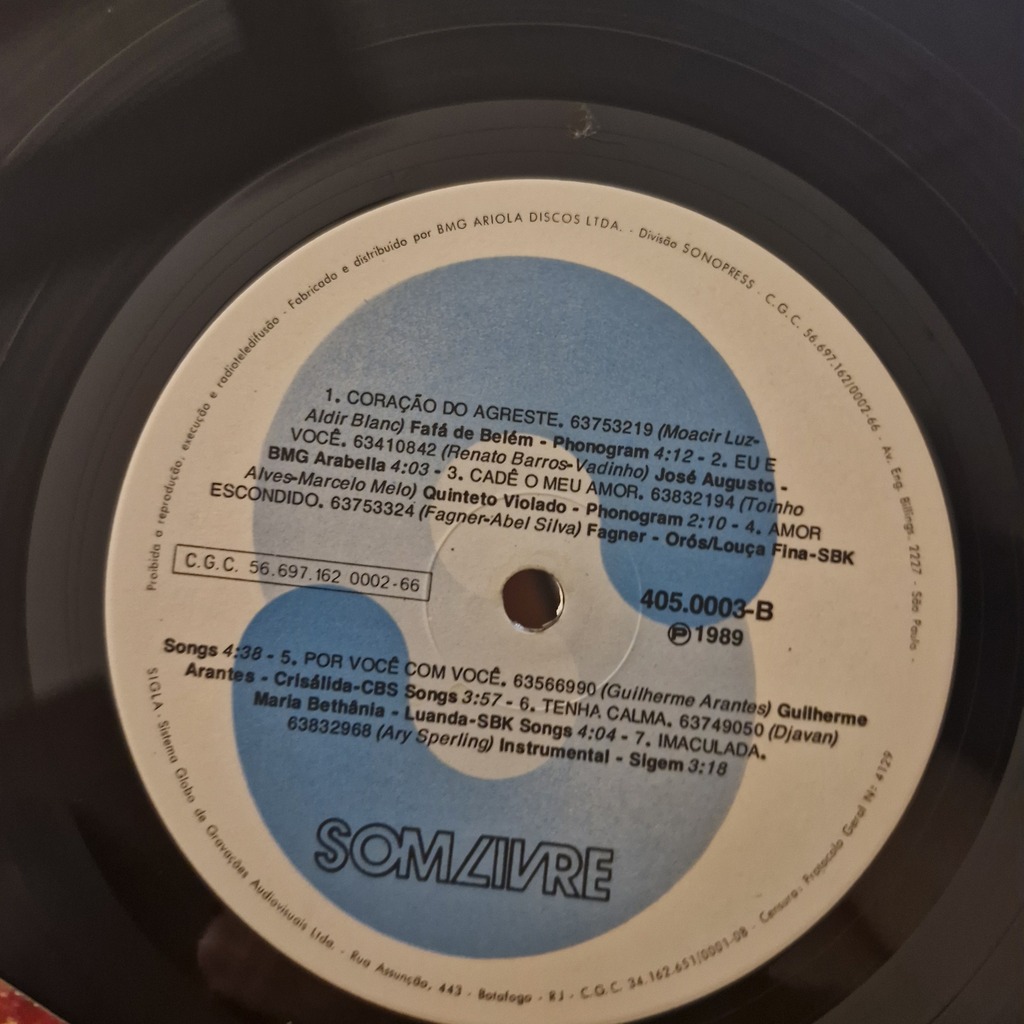 Proibida a reprodução, execução e radioteledifusão - Fabricado e distribuido por BMG ARIOLA DISCOS LTDA. - Divisão SONOPRESS - C.G.C. 56.697.162/0002-66 - Av. Eng. Billings, 2227 - São Paulo -
1. CORAÇÃO DO AGRESTE. 63753219 (Moacir Luz-
Aldir Blanc) Fafá de Belém - Phonogram 4:12 - 2. EU E
VOCÊ. 63410842 (Renato Barros-Vadinho) José Augusto -
BMG Arabella 4:03 - 3. CADÊ O MEU AMOR. 63832194 (Toinho
Alves-Marcelo Melo) Quinteto Violado - Phonogram 2:10 - 4. AMOR
ESCONDIDO. 63753324 (Fagner-Abel Silva) Fagner - Orós/Louça Fina-SBK
C.G.C. 56.697.162 0002-66
405.0003-B
Ⓟ 1989
Songs 4:38 - 5. POR VOCÊ COM VOCÊ. 63566990 (Guilherme Arantes) Guilherme
Arantes - Crisálida-CBS Songs 3:57 - 6. TENHA CALMA. 63749050 (Djavan)
Maria Bethânia - Luanda-SBK Songs 4:04 - 7. IMACULADA.
63832968 (Ary Sperling) Instrumental - Sigem 3:18
SOM LIVRE
SIGLA - Sistema Globo de Gravações Audiovisuais Ltda. - Rua Assunção, 443 - Botafogo - RJ - C.G.C. 34.162.651/0001-08 - Censura: Protocolo Geral Nº 4129